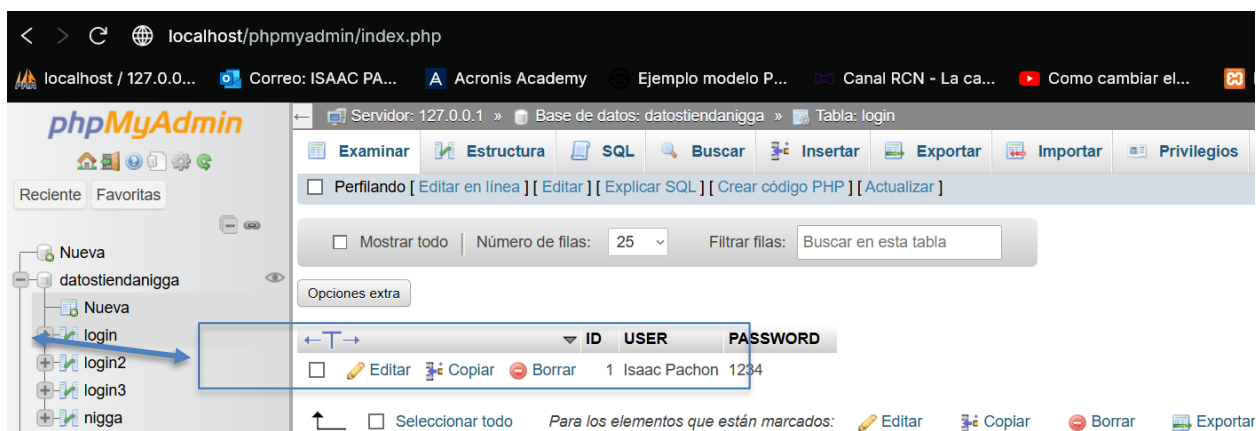 localhost/phpmyadmin/index.php
localhost / 127.0.0... Correo: ISAAC PA... A Acronis Academy Ejemplo modelo P... Canal RCN - La ca... Como cambiar el...
phpMyAdmin
Servidor: 127.0.0.1 » Base de datos: datostiendanigga » Tabla: login
Examinar Estructura SQL Buscar Insertar Exportar Importar Privilegios
Reciente Favoritas
Perfilando [ Editar en línea ] [ Editar ] [ Explicar SQL ] [ Crear código PHP ] [ Actualizar ]
Mostrar todo Número de filas: 25 Filtrar filas: Buscar en esta tabla
Nueva
datostiendanigga
Nueva
login
login2
login3
nigga
Opciones extra
←T→ ID USER PASSWORD
Editar Copiar Borrar 1 Isaac Pachon 1234
Seleccionar todo Para los elementos que están marcados: Editar Copiar Borrar Exportar